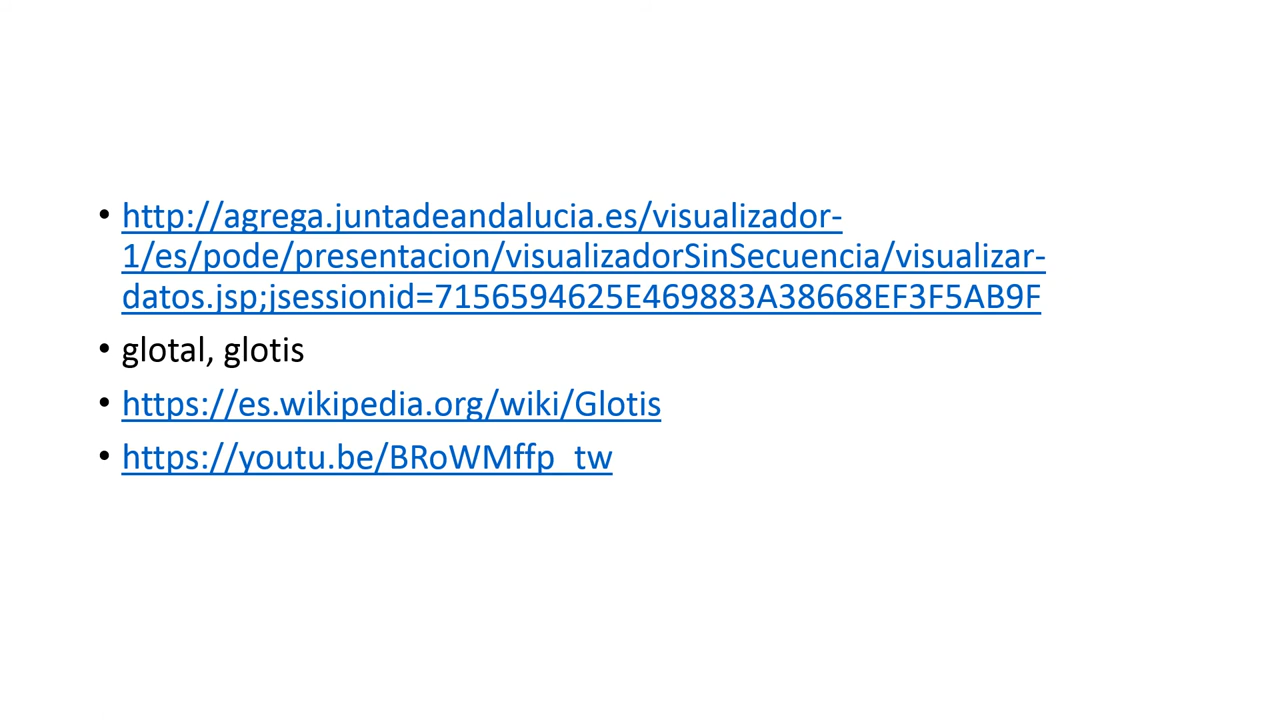 • http://agrega.juntadeandalucia.es/visualizador-
1/es/pode/presentacion/visualizadorSinSecuencia/visualizar-
datos.jsp;jsessionid=7156594625E469883A38668EF3F5AB9F
• glotal, glotis
• https://es.wikipedia.org/wiki/Glotis
• https://youtu.be/BRoWMffp_tw